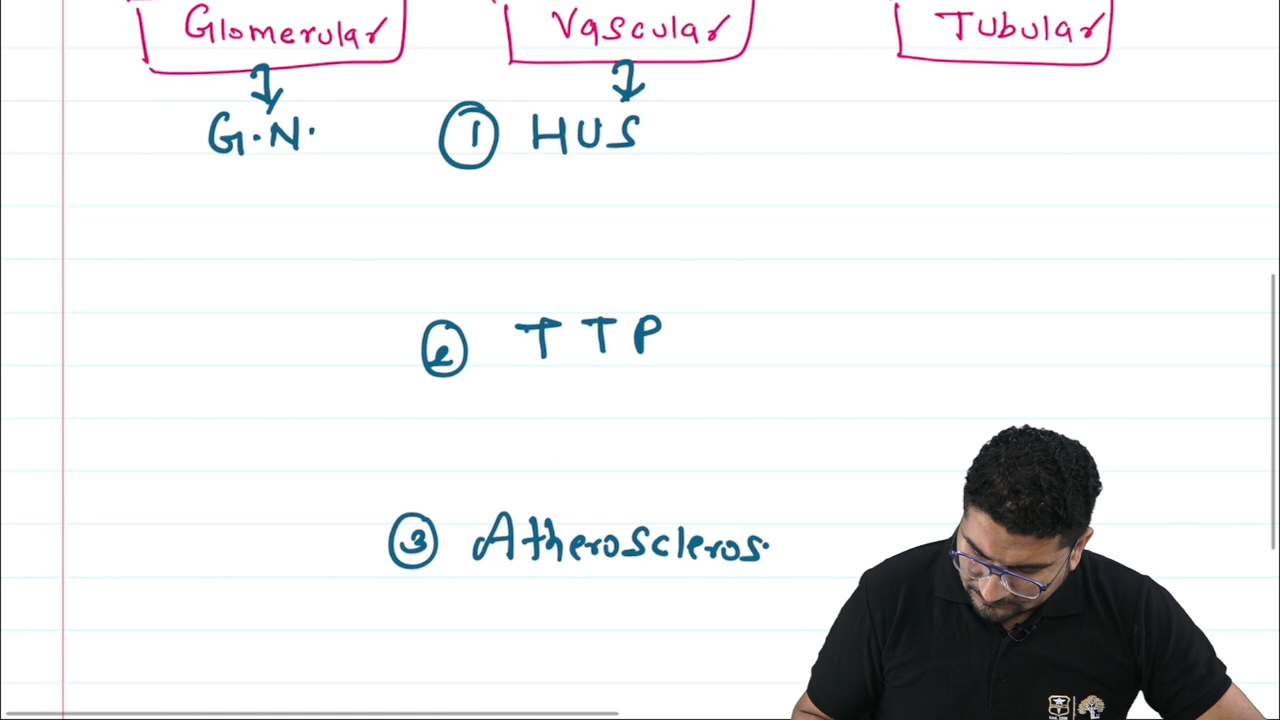 Glomerular Vascular Tubular
G.N. ① HUS
② TTP
③ Atheroscleros